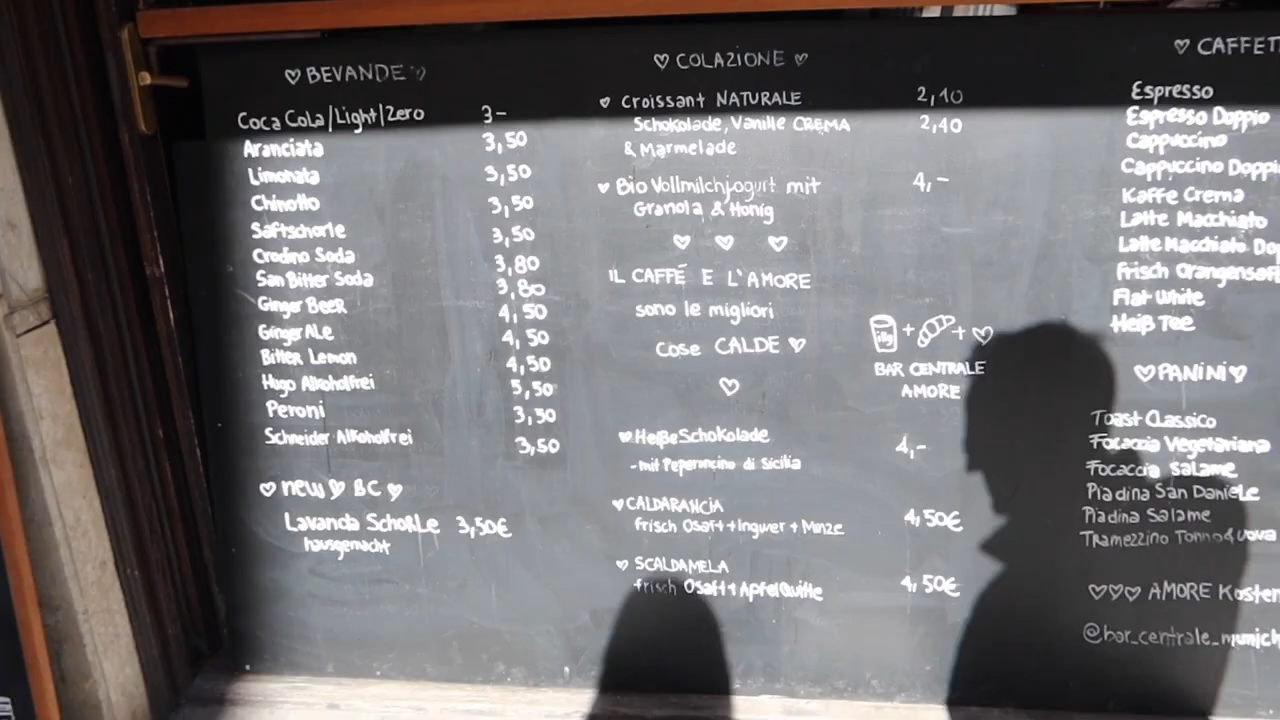 BEVANDE
Coca Cola/Light/Zero 3-
Aranciata 3,50
Limonata 3,50
Chinotto 3,50
Saftschorle 3,50
Crodino Soda 3,80
San Bitter Soda 3,80
Ginger Beer 4,50
Ginger Ale 4,50
Bitter Lemon 4,50
Hugo Alkoholfrei 5,50
Peroni 3,50
Schneider Alkoholfrei 3,50
new BC
Lavanda Schorle 3,50€
hausgemacht
COLAZIONE
Croissant NATURALE 2,10
Schokolade, Vanille CREMA 2,40
& Marmelade
Bio Vollmilchjogurt mit 4,-
Granola & Honig
IL CAFFÉ E L'AMORE
sono le migliori
Cose CALDE
+ +
BAR CENTRALE
AMORE
Heiße Schokolade 4,-
- mit Peperoncino di Sicilia
CALDARANCIA
frisch Osaft + Ingwer + Minze 4,50€
SCALDAMELA
frisch Osaft + Apfel Quitte 4,50€
CAFFET
Espresso
Espresso Doppio
Cappuccino
Cappuccino Doppi
Kaffe Crema
Latte Macchiato
Latte Macchiato Do
Frisch Orangensaft
Flat White
Heiß Tee
PANINI
Toast Classico
Focaccia Vegetariana
Focaccia Salame
Piadina San Daniele
Piadina Salame
Tramezzino Tonno & uova
AMORE Kosten
@bar_centrale_munich